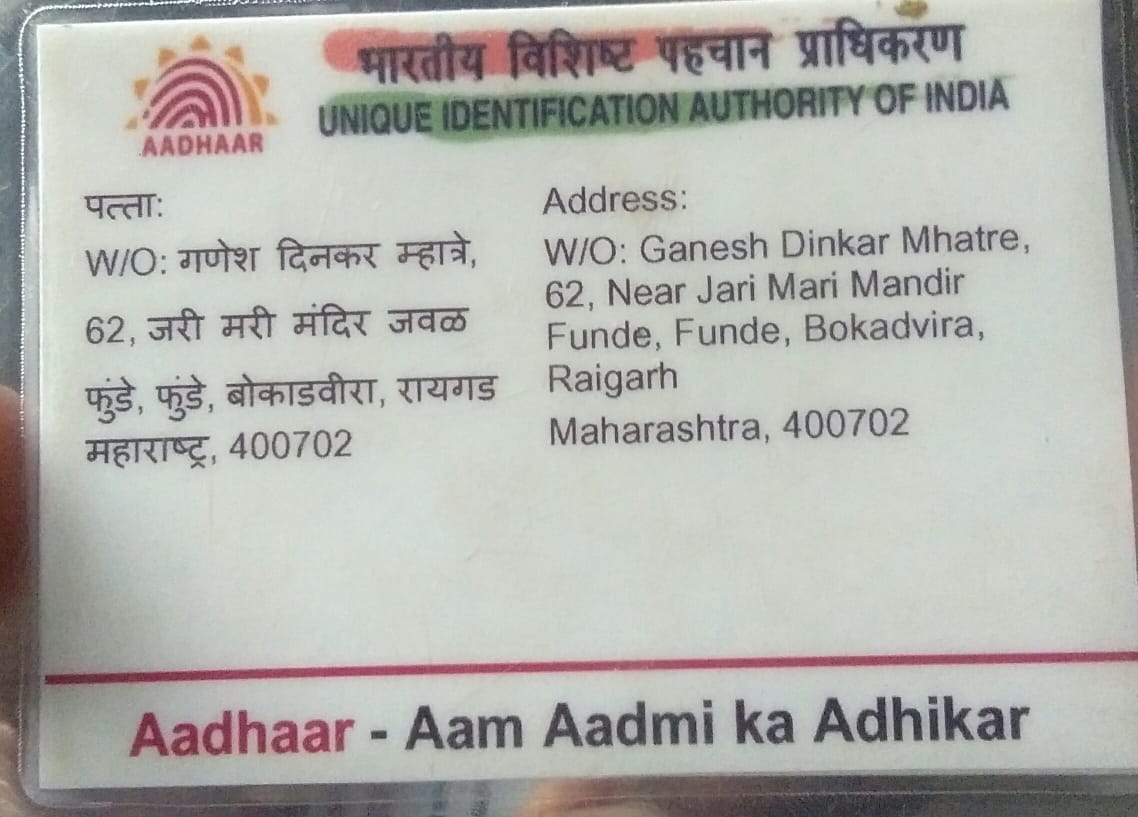 AADHAAR
भारतीय विशिष्ट पहचान प्राधिकरण
UNIQUE IDENTIFICATION AUTHORITY OF INDIA
पत्ता:
W/O: गणेश दिनकर म्हात्रे,
62, जरी मरी मंदिर जवळ
फुंडे, फुंडे, बोकाडवीरा, रायगड
महाराष्ट्र, 400702
Address:
W/O: Ganesh Dinkar Mhatre,
62, Near Jari Mari Mandir
Funde, Funde, Bokadvira,
Raigarh
Maharashtra, 400702
Aadhaar - Aam Aadmi ka Adhikar